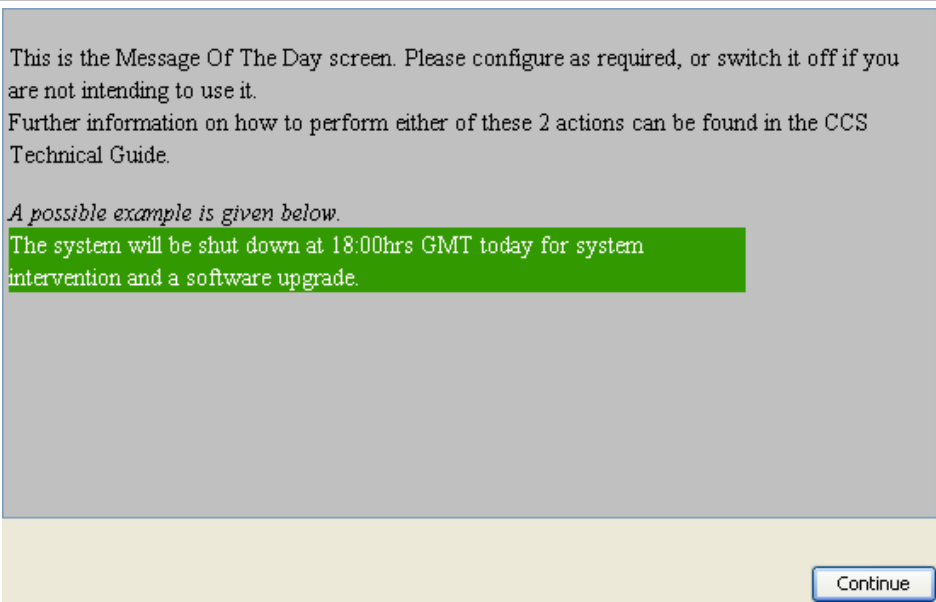 This is the Message Of The Day screen. Please configure as required, or switch it off if you
are not intending to use it.
Further information on how to perform either of these 2 actions can be found in the CCS
Technical Guide.
A possible example is given below.
The system will be shut down at 18:00hrs GMT today for system
intervention and a software upgrade.
Continue